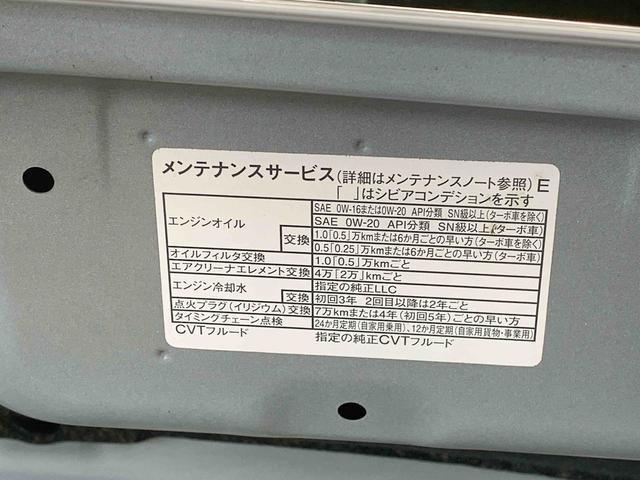 メンテナンスサービス(詳細はメンテナンスノート参照) E
「 」はシビアコンデションを示す
エンジンオイル SAE 0W-16または0W-20 API分類 SN級以上(ターボ車を除く)
SAE 0W-20 API分類 SN級以上(ターボ車)
交換 1.0「0.5」万kmまたは6か月ごとの早い方(ターボ車を除く)
0.5「0.25」万kmまたは6か月ごとの早い方(ターボ車)
オイルフィルタ交換 1.0「0.5」万kmごと
エアクリーナエレメント交換 4万「2万」kmごと
エンジン冷却水 指定の純正LLC
交換 初回3年 2回目以降は2年ごと
点火プラグ(イリジウム)交換 7万kmまたは4年(初回5年)ごとの早い方
タイミングチェーン点検 24か月定期(自家用乗用)、12か月定期(自家用貨物・事業用)
CVTフルード 指定の純正CVTフルード